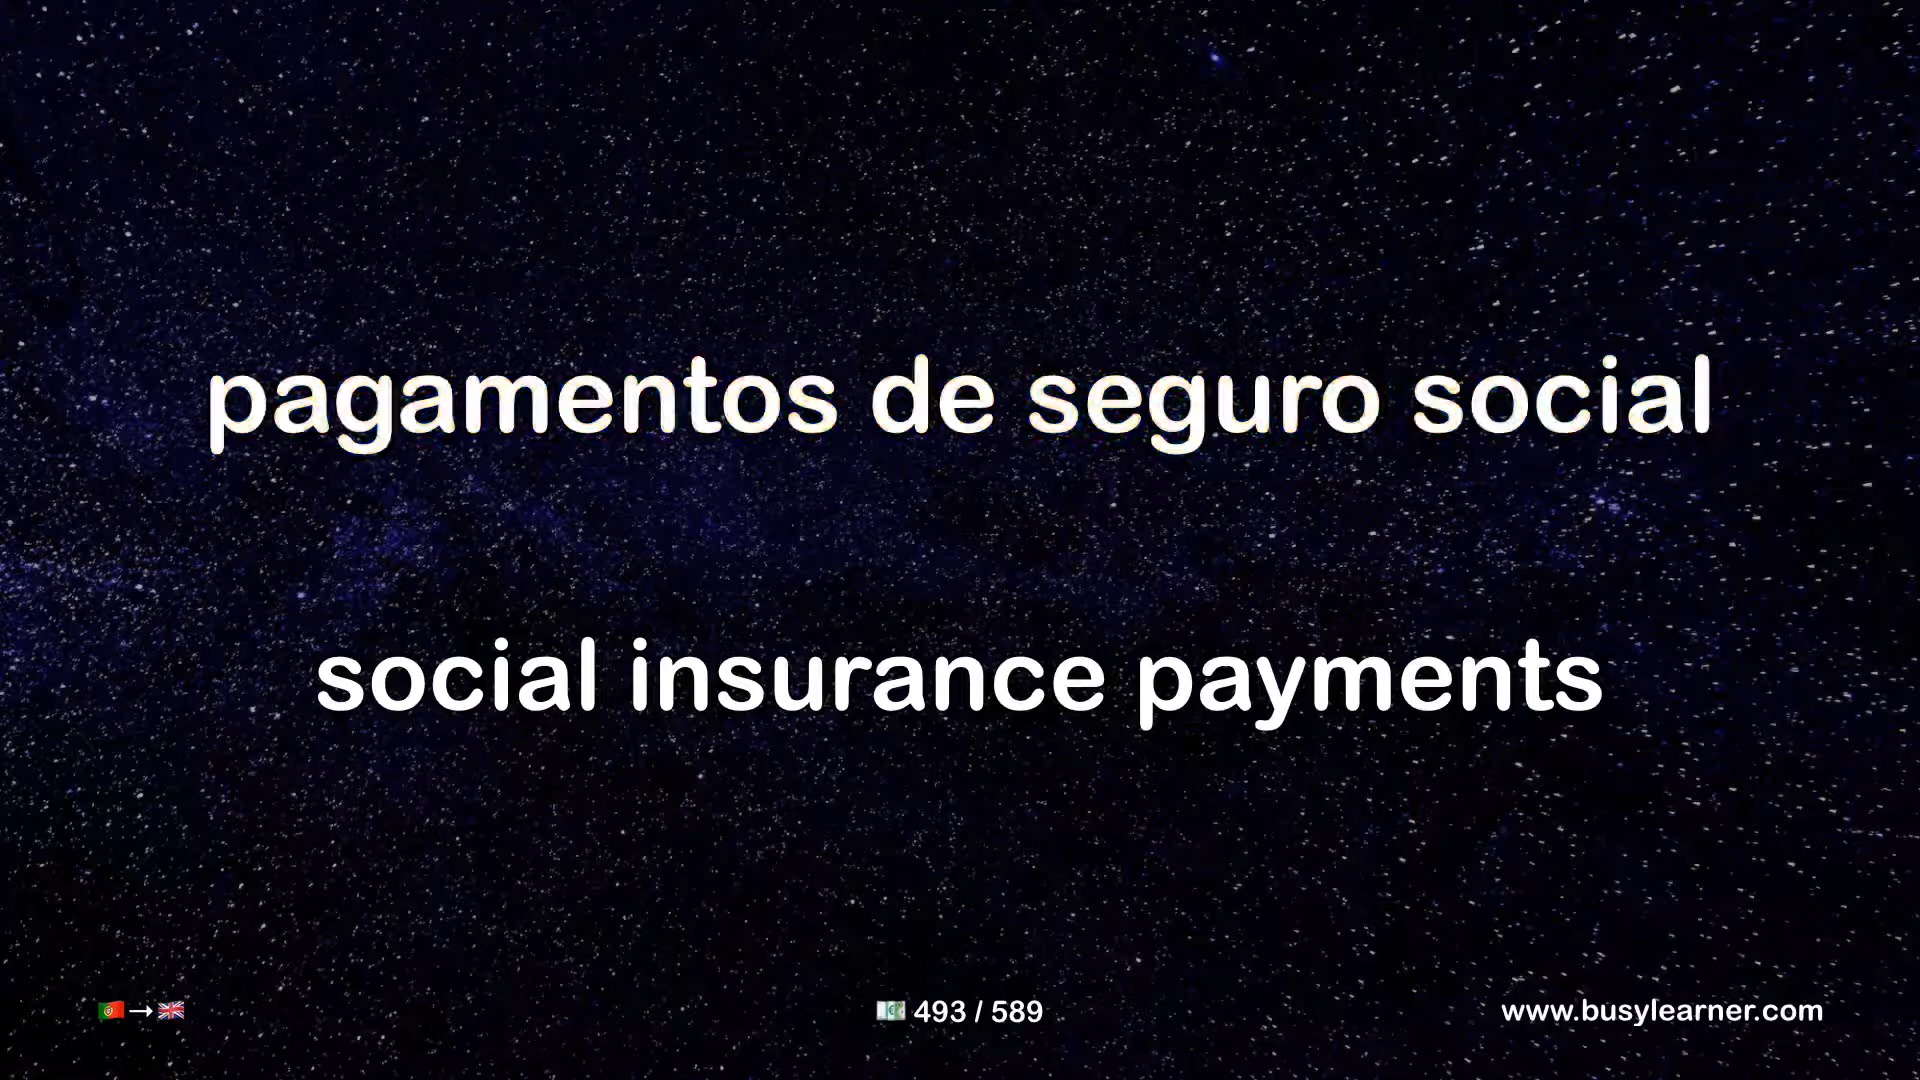 pagamentos de seguro social
social insurance payments
🇵🇹→🇬🇧
💶 493 / 589
www.busylearner.com